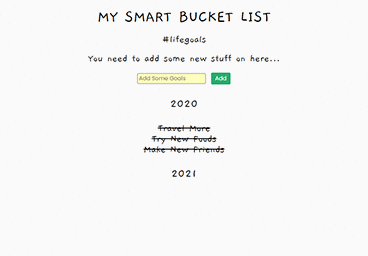 MY SMART BUCKET LIST
#lifegoals
You need to add some new stuff on here...
Add Some Goals
Add
2020
Travel More
Try New Foods
Make New Friends
2021